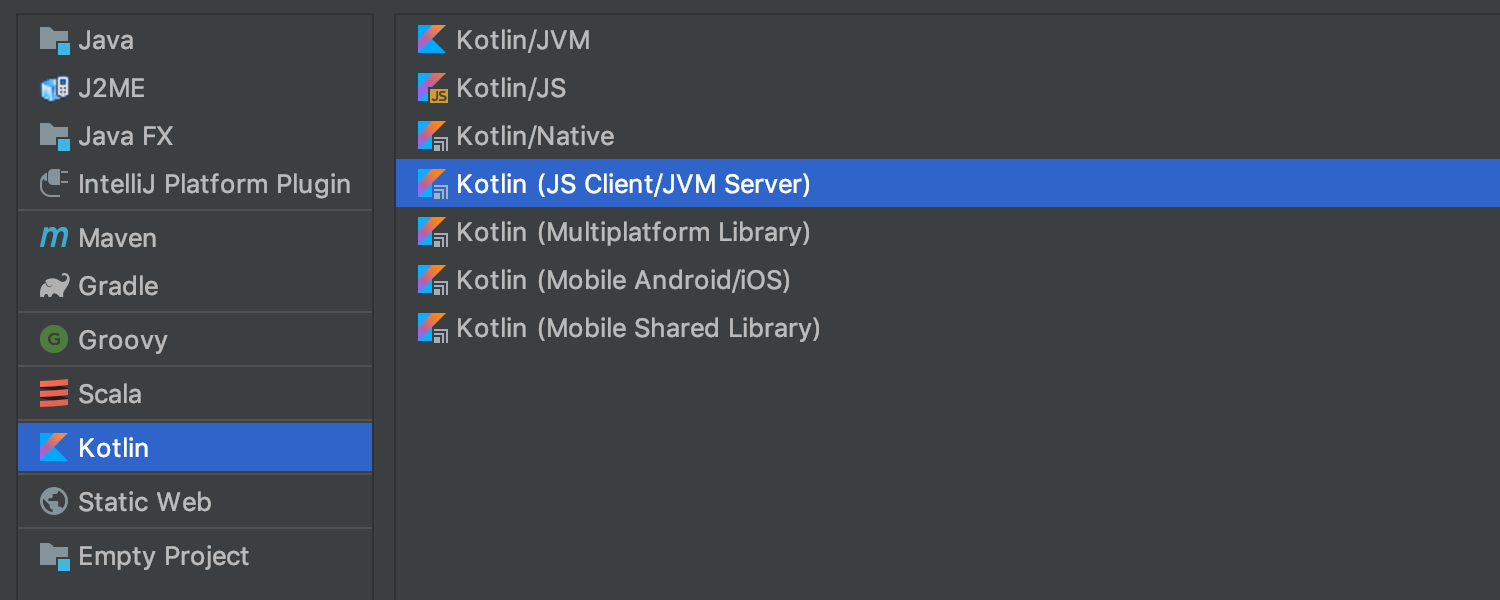 Java
J2ME
Java FX
IntelliJ Platform Plugin
m Maven
Gradle
G Groovy
Scala
Kotlin
Static Web
Empty Project
Kotlin/JVM
JS Kotlin/JS
Kotlin/Native
Kotlin (JS Client/JVM Server)
Kotlin (Multiplatform Library)
Kotlin (Mobile Android/iOS)
Kotlin (Mobile Shared Library)